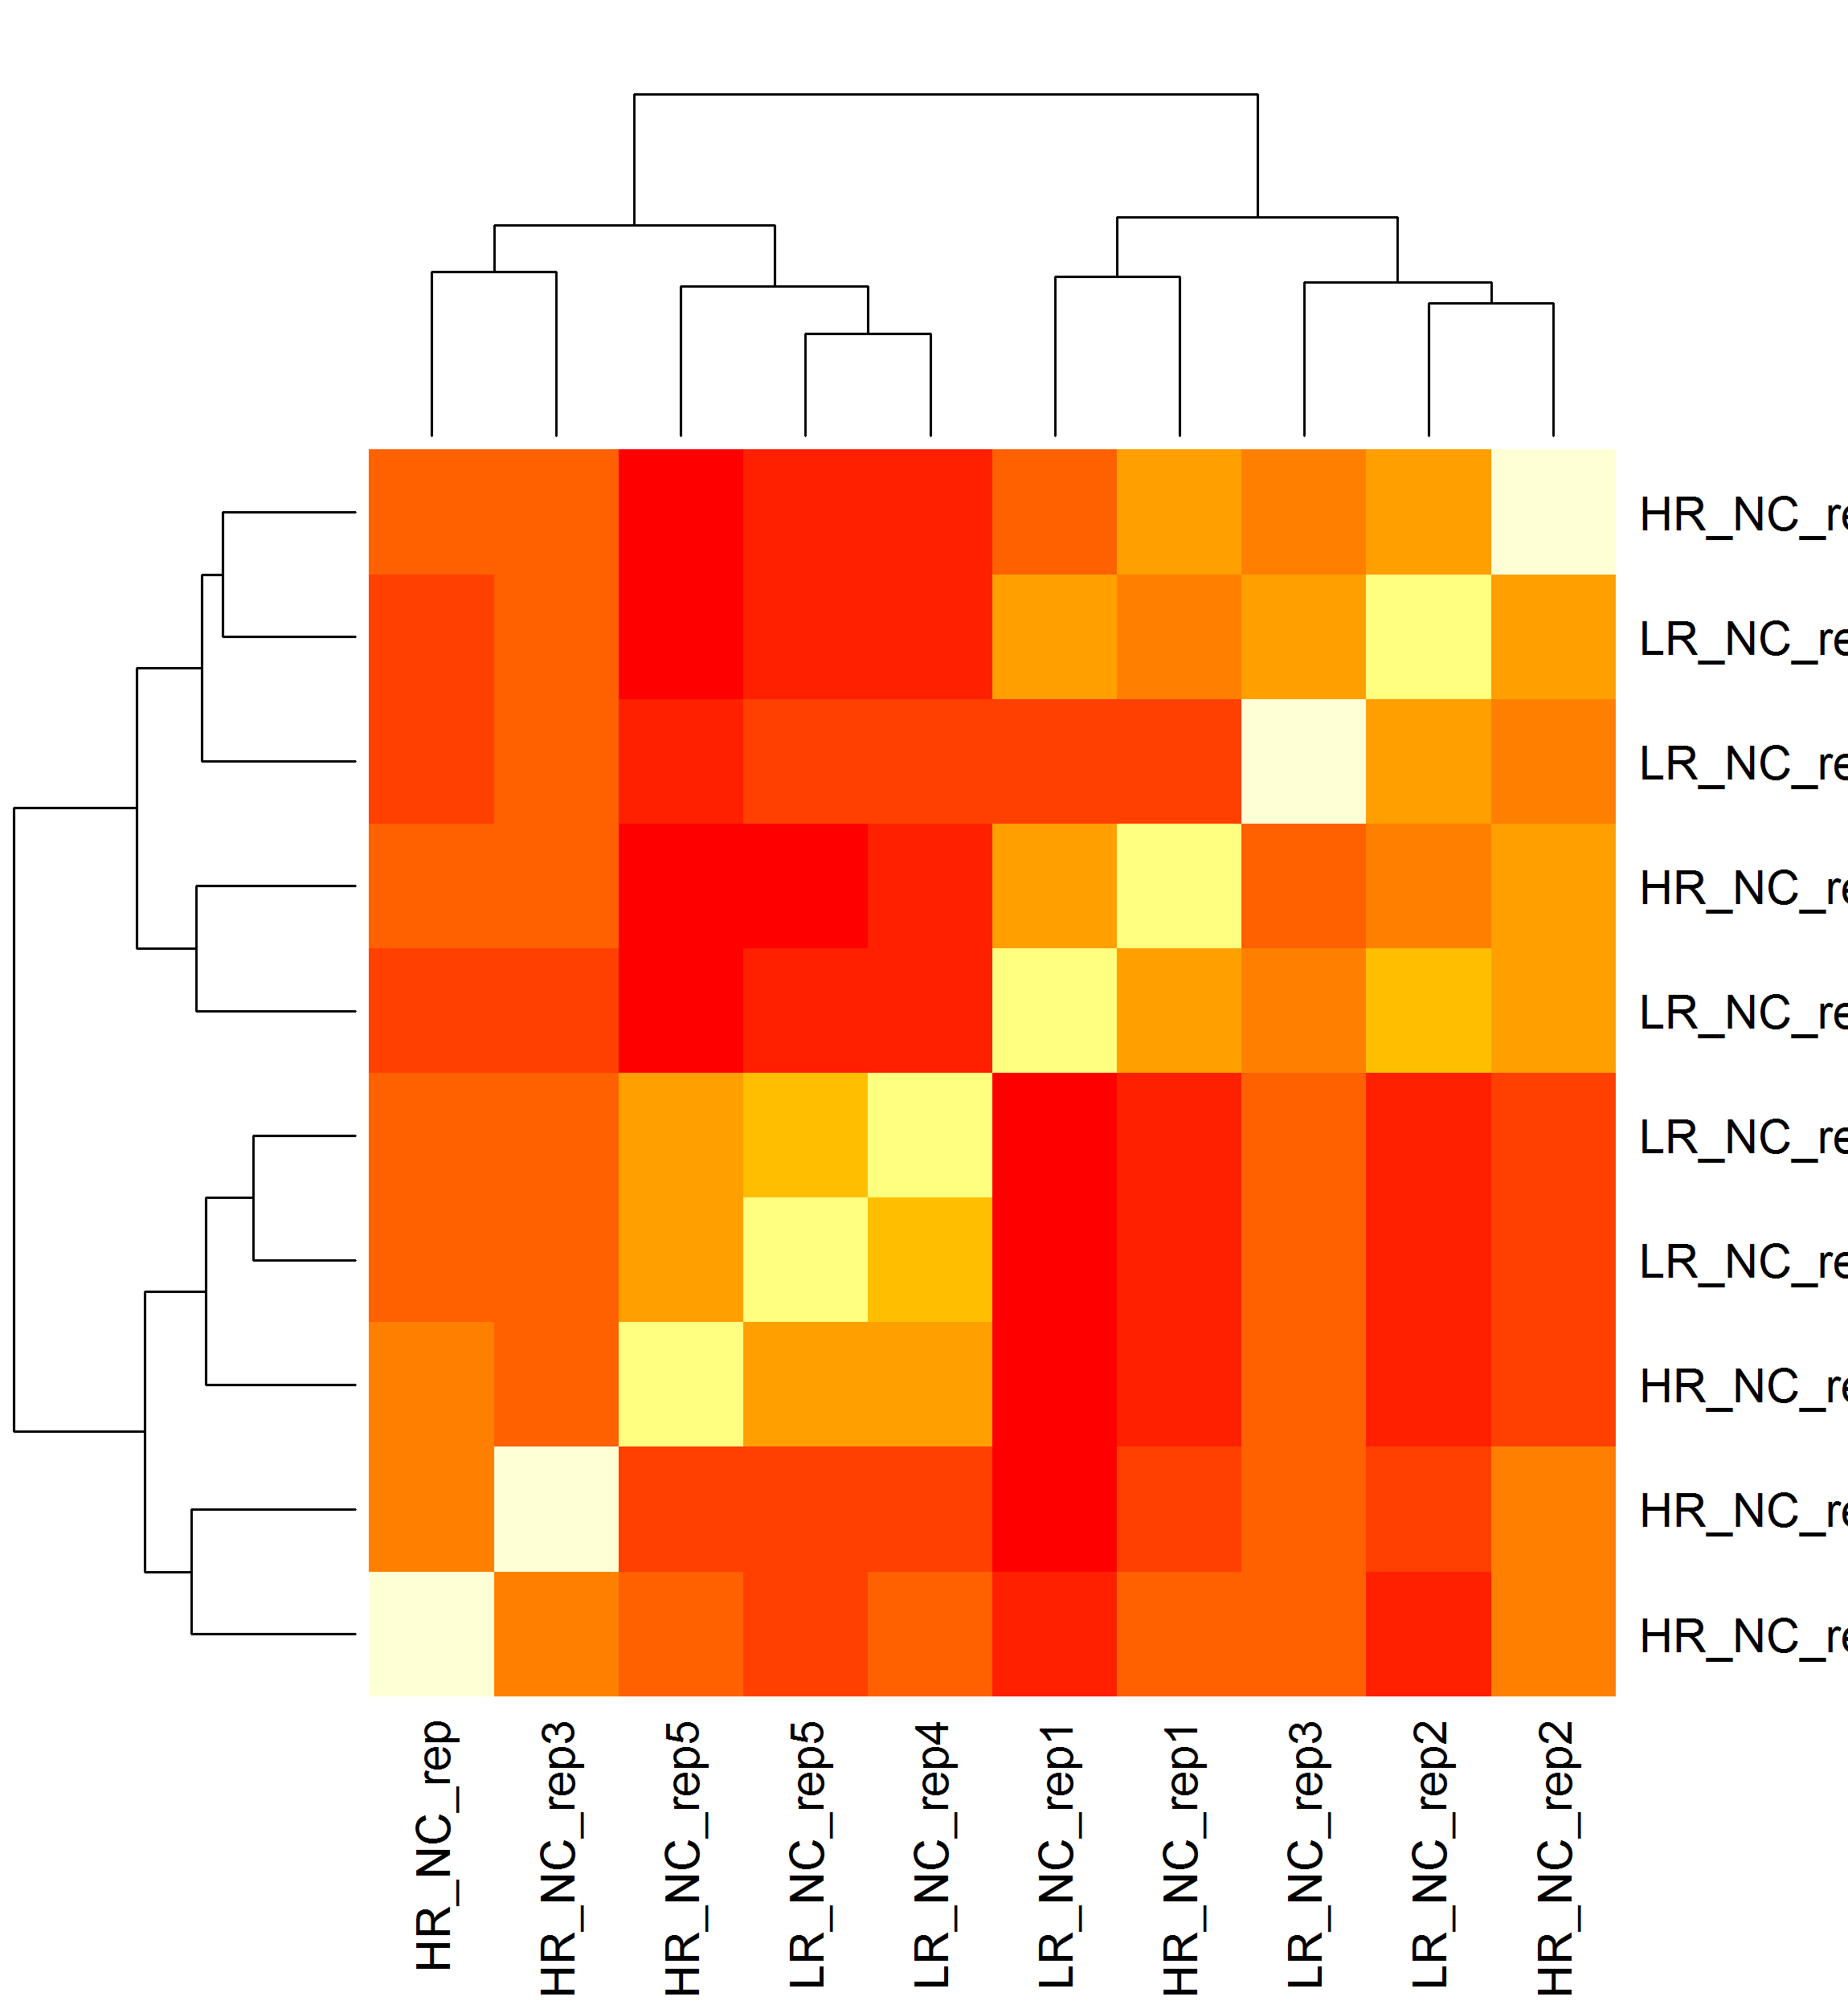 HR_NC_re
LR_NC_re
LR_NC_re
HR_NC_re
LR_NC_re
LR_NC_re
LR_NC_re
HR_NC_re
HR_NC_re
HR_NC_re
HR_NC_rep
HR_NC_rep3
HR_NC_rep5
LR_NC_rep5
LR_NC_rep4
LR_NC_rep1
HR_NC_rep1
LR_NC_rep3
LR_NC_rep2
HR_NC_rep2